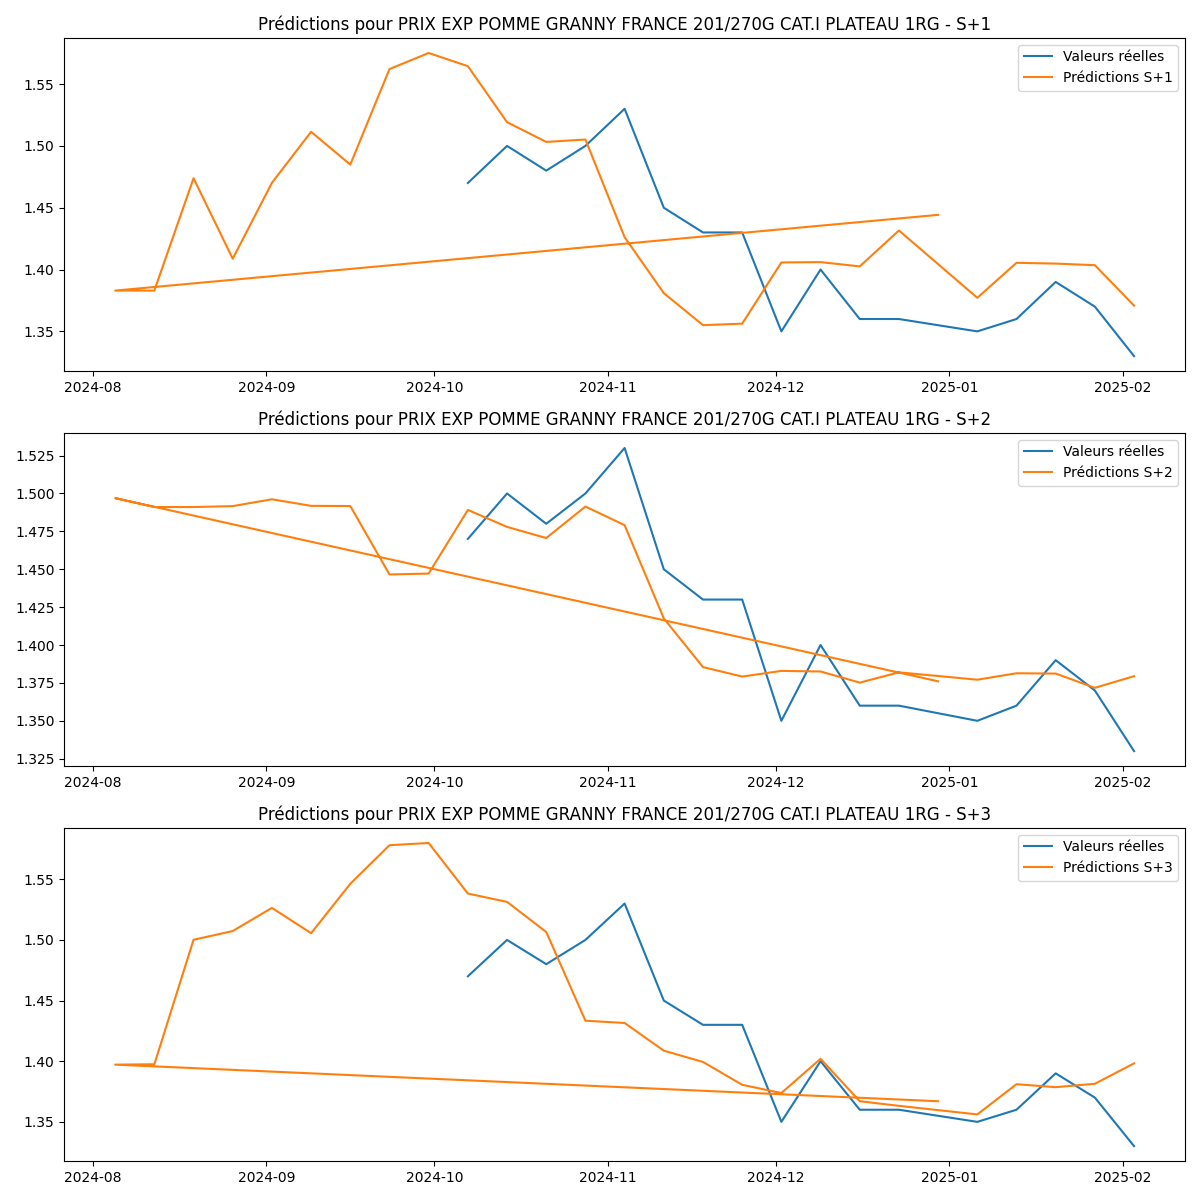 Prédictions pour PRIX EXP POMME GRANNY FRANCE 201/270G CAT.I PLATEAU 1RG - S+1
Valeurs réelles
Prédictions S+1
1.55
1.50
1.45
1.40
1.35
2024-08 2024-09 2024-10 2024-11 2024-12 2025-01 2025-02
Prédictions pour PRIX EXP POMME GRANNY FRANCE 201/270G CAT.I PLATEAU 1RG - S+2
Valeurs réelles
Prédictions S+2
1.525
1.500
1.475
1.450
1.425
1.400
1.375
1.350
1.325
2024-08 2024-09 2024-10 2024-11 2024-12 2025-01 2025-02
Prédictions pour PRIX EXP POMME GRANNY FRANCE 201/270G CAT.I PLATEAU 1RG - S+3
Valeurs réelles
Prédictions S+3
1.55
1.50
1.45
1.40
1.35
2024-08 2024-09 2024-10 2024-11 2024-12 2025-01 2025-02